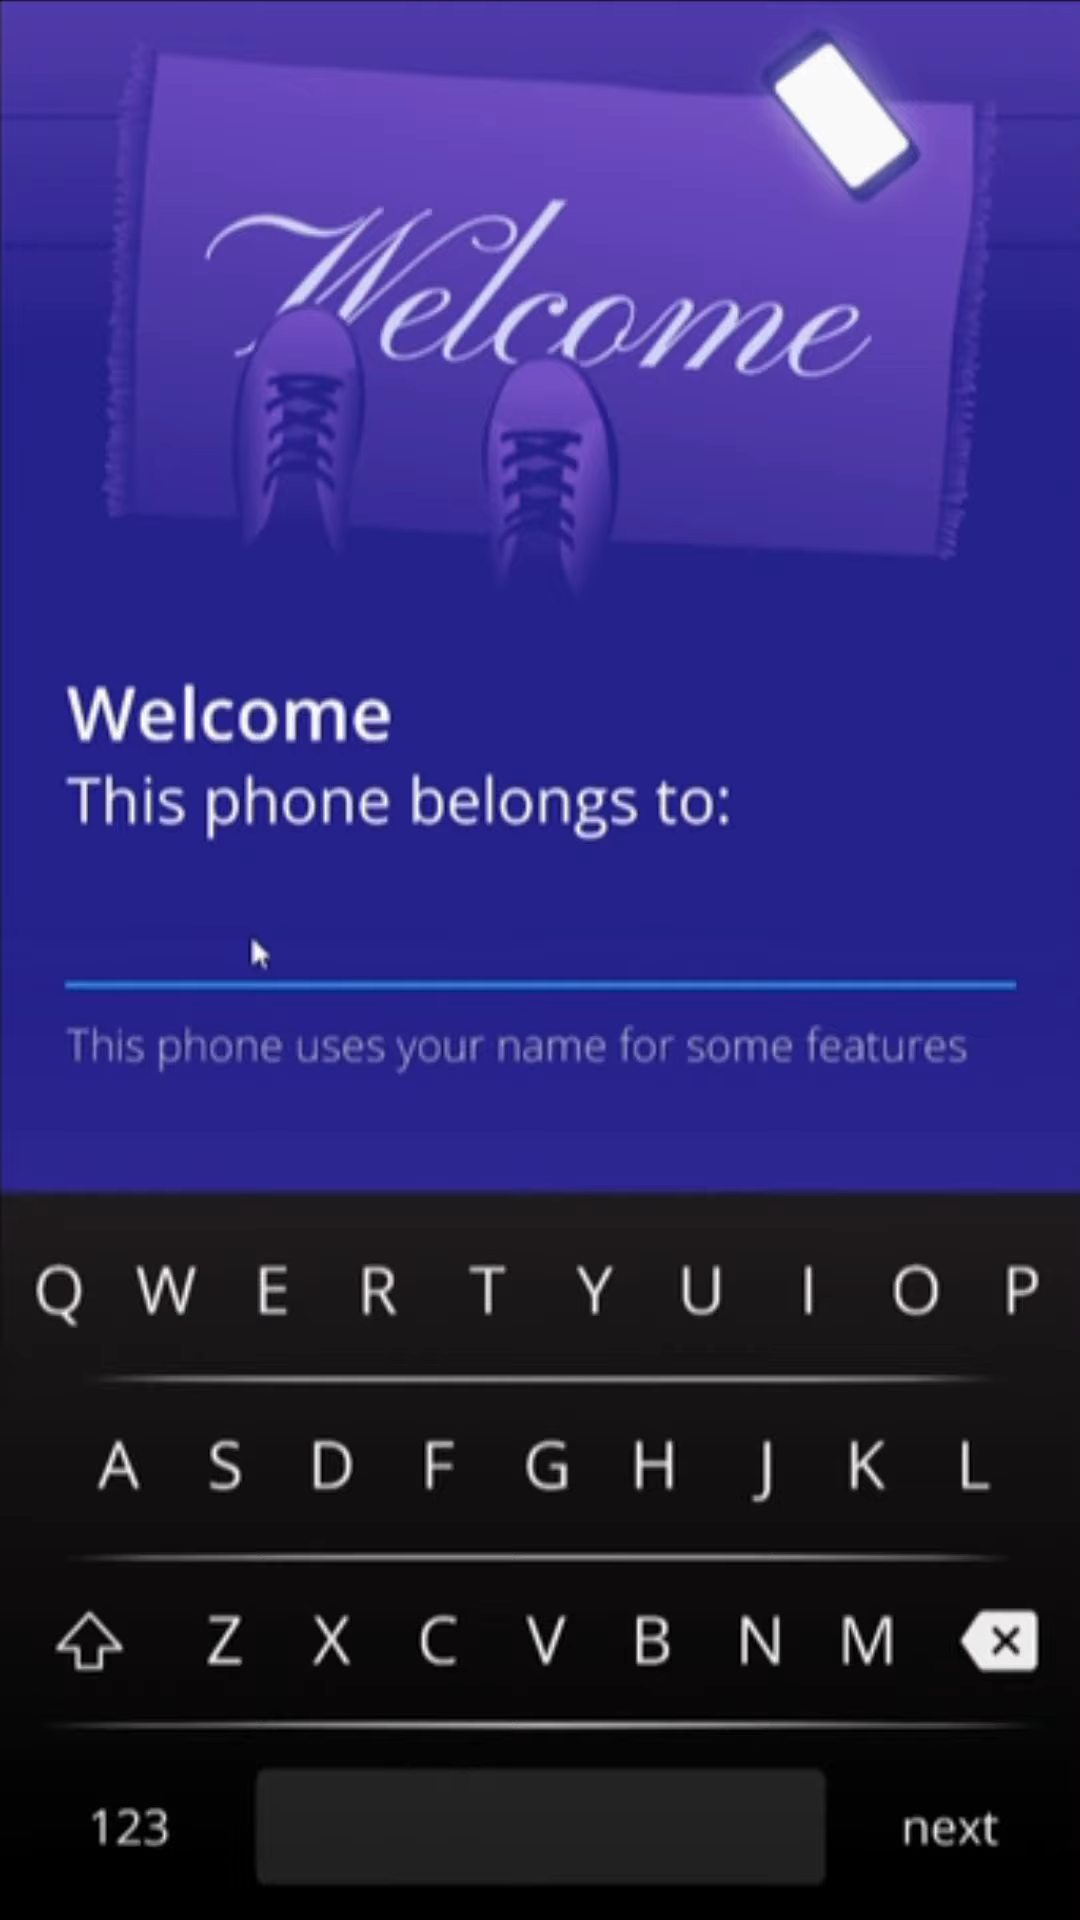 Welcome
Welcome
This phone belongs to:
This phone uses your name for some features
Q W E R T Y U I O P
A S D F G H J K L
Z X C V B N M
123 next